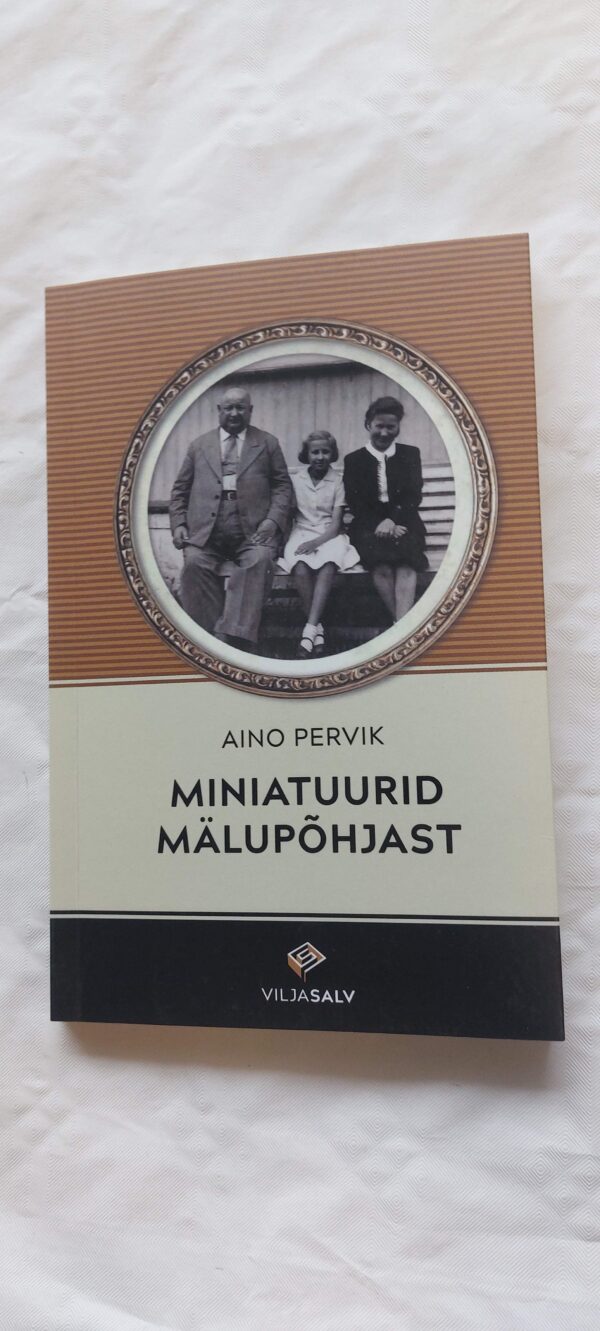 AINO PERVIK
MINIATUURID
MÄLUPÕHJAST
VILJASALV